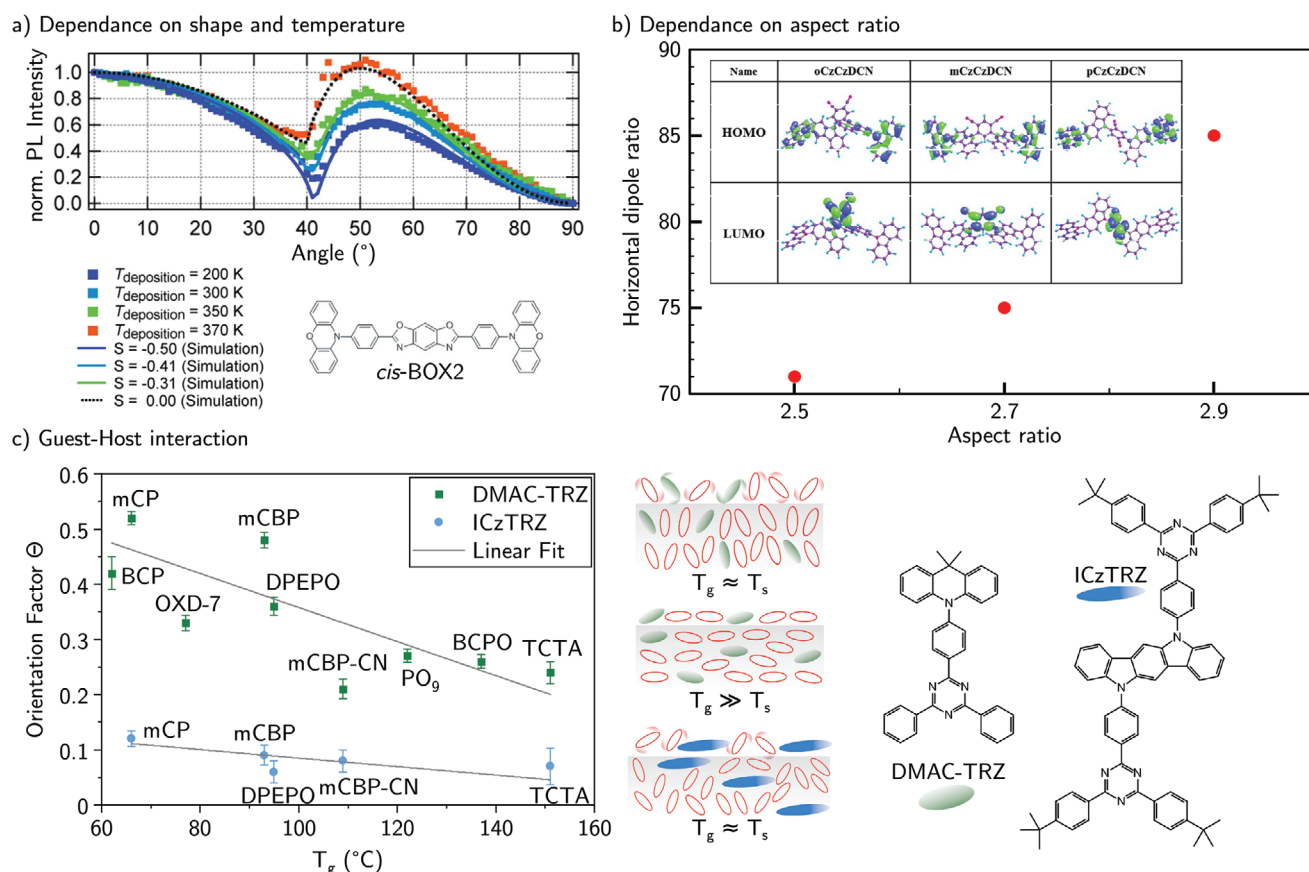 a) Dependance on shape and temperature
norm. PL Intensity
1.0
0.8
0.6
0.4
0.2
0.0
0 10 20 30 40 50 60 70 80 90
Angle (°)
T deposition = 200 K
T deposition = 300 K
T deposition = 350 K
T deposition = 370 K
S = -0.50 (Simulation)
S = -0.41 (Simulation)
S = -0.31 (Simulation)
S = 0.00 (Simulation)
O N O O N N N O
cis-BOX2
b) Dependance on aspect ratio
Horizontal dipole ratio
90
85
80
75
70
Name oCzCzDCN mCzCzDCN pCzCzDCN
HOMO
LUMO
2.5 2.7 2.9
Aspect ratio
c) Guest-Host interaction
Orientation Factor Θ
0.6
0.5
0.4
0.3
0.2
0.1
0
mCP
mCBP
BCP
DPEPO
OXD-7
mCBP-CN
PO9
BCPO
TCTA
mCP
mCBP
DPEPO
mCBP-CN
TCTA
DMAC-TRZ
ICzTRZ
Linear Fit
60 80 100 120 140 160
Tg (°C)
Tg ≈ Ts
Tg ≫ Ts
Tg ≈ Ts
N
N N
N
DMAC-TRZ
ICzTRZ
N N
N
N
N
N
N N